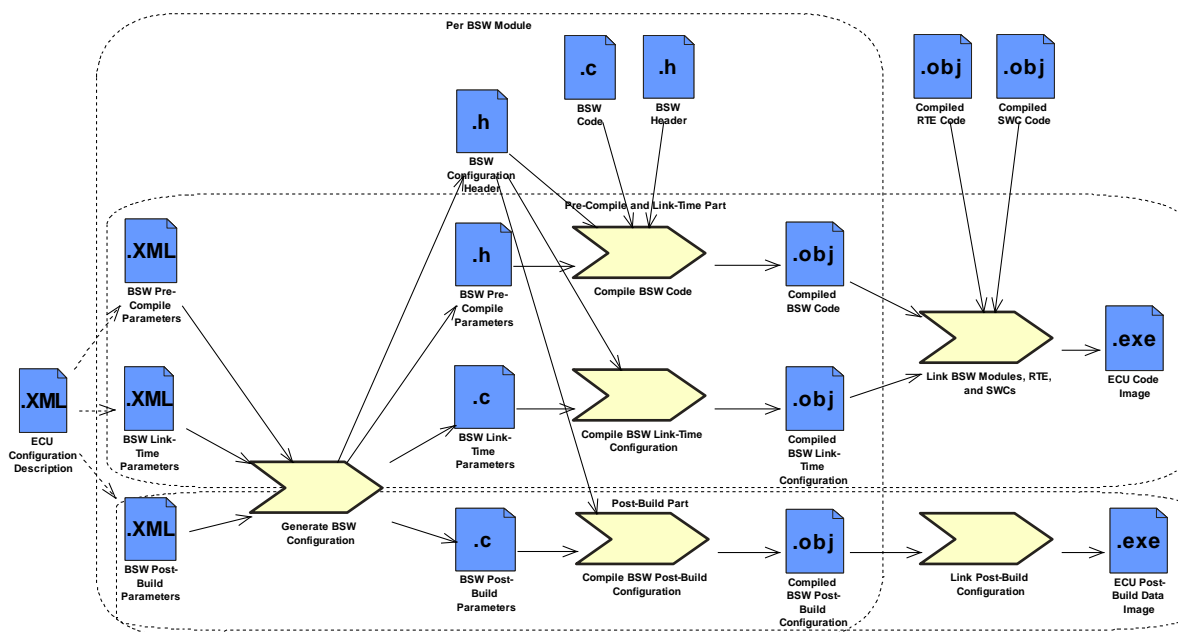 Per BSW Module
.c
BSW
Code
.h
BSW
Header
.obj
Compiled
RTE Code
.obj
Compiled
SWC Code
.h
BSW
Configuration
Header
Pre-Compile and Link-Time Part
.XML
BSW Pre-
Compile
Parameters
.h
BSW Pre-
Compile
Parameters
Compile BSW Code
.obj
Compiled
BSW Code
Link BSW Modules, RTE,
and SWCs
.exe
ECU Code
Image
.XML
ECU
Configuration
Description
.XML
BSW Link-
Time Parameters
.c
BSW Link-
Time
Parameters
Compile BSW Link-Time
Configuration
.obj
Compiled
BSW Link-
Time
Configuration
Generate BSW
Configuration
Post-Build Part
.XML
BSW Post-
Build
Parameters
.c
BSW Post-
Build
Parameters
Compile BSW Post-Build
Configuration
.obj
Compiled
BSW Post-
Build
Configuration
Link Post-Build
Configuration
.exe
ECU Post-
Build Data
Image